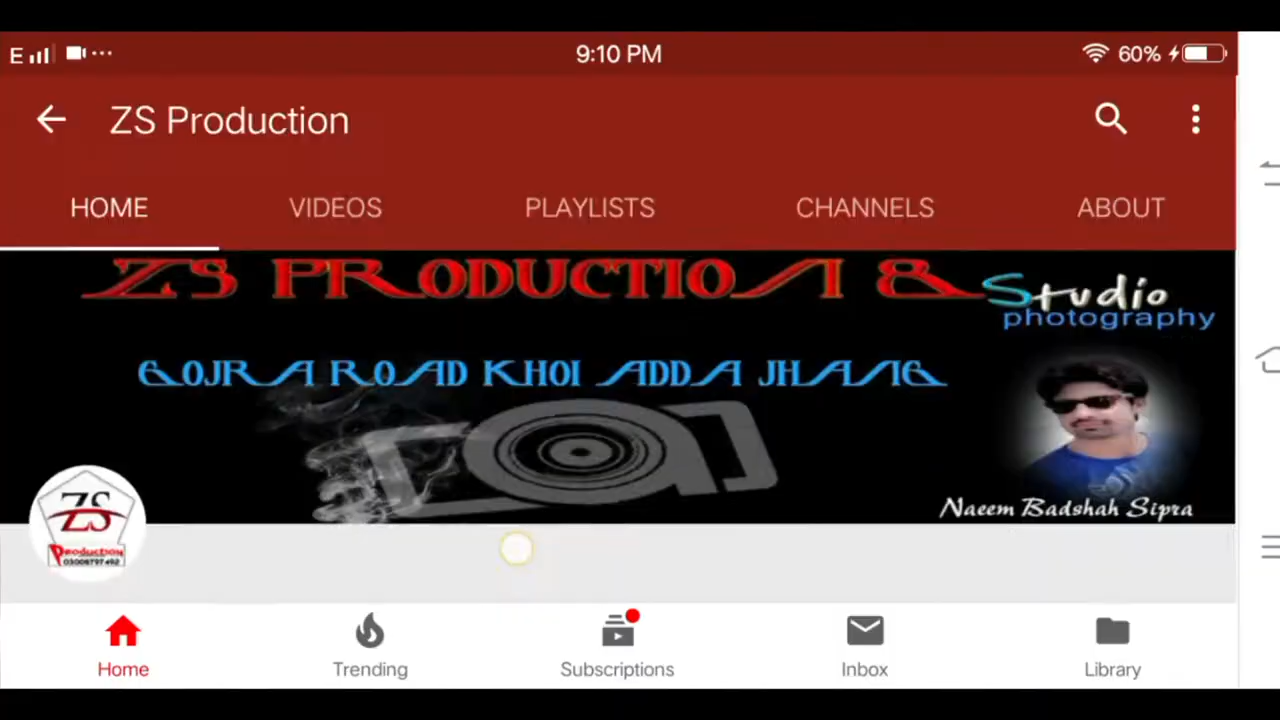 E 9:10 PM 60%
ZS Production
HOME VIDEOS PLAYLISTS CHANNELS ABOUT
ZS PRODUCTION & Studio
photography
GOJRA ROAD KHOI ADDA JHANG
Naeem Badshah Sipra
ZS
Production
Home Trending Subscriptions Inbox Library